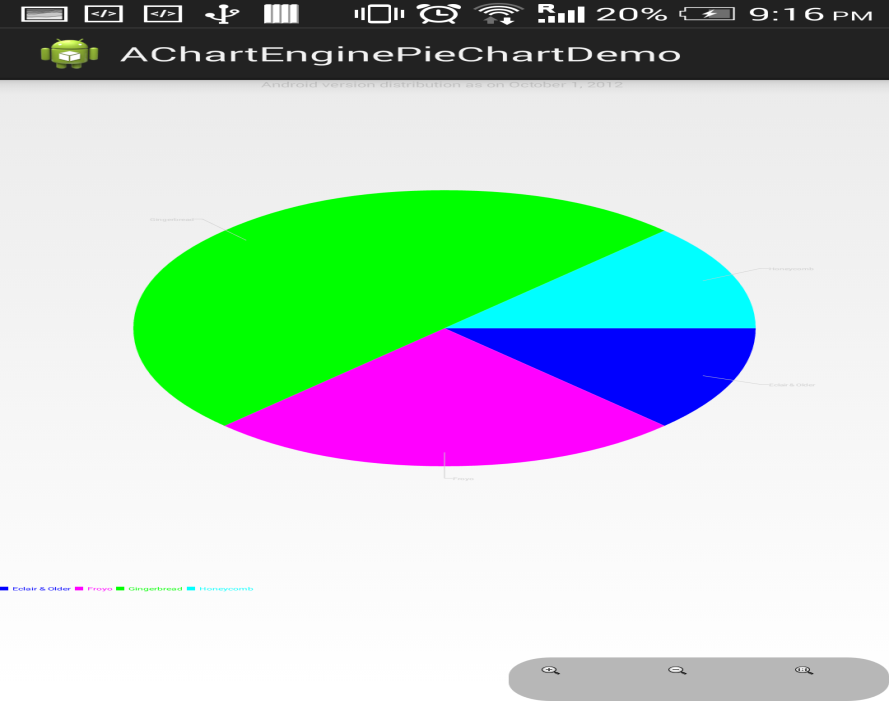 R 20% 9:16 PM
AChartEnginePieChartDemo
Android version distribution as on October 1, 2012
Gingerbread
Honeycomb
Eclair & Older
Froyo
Eclair & Older Froyo Gingerbread Honeycomb